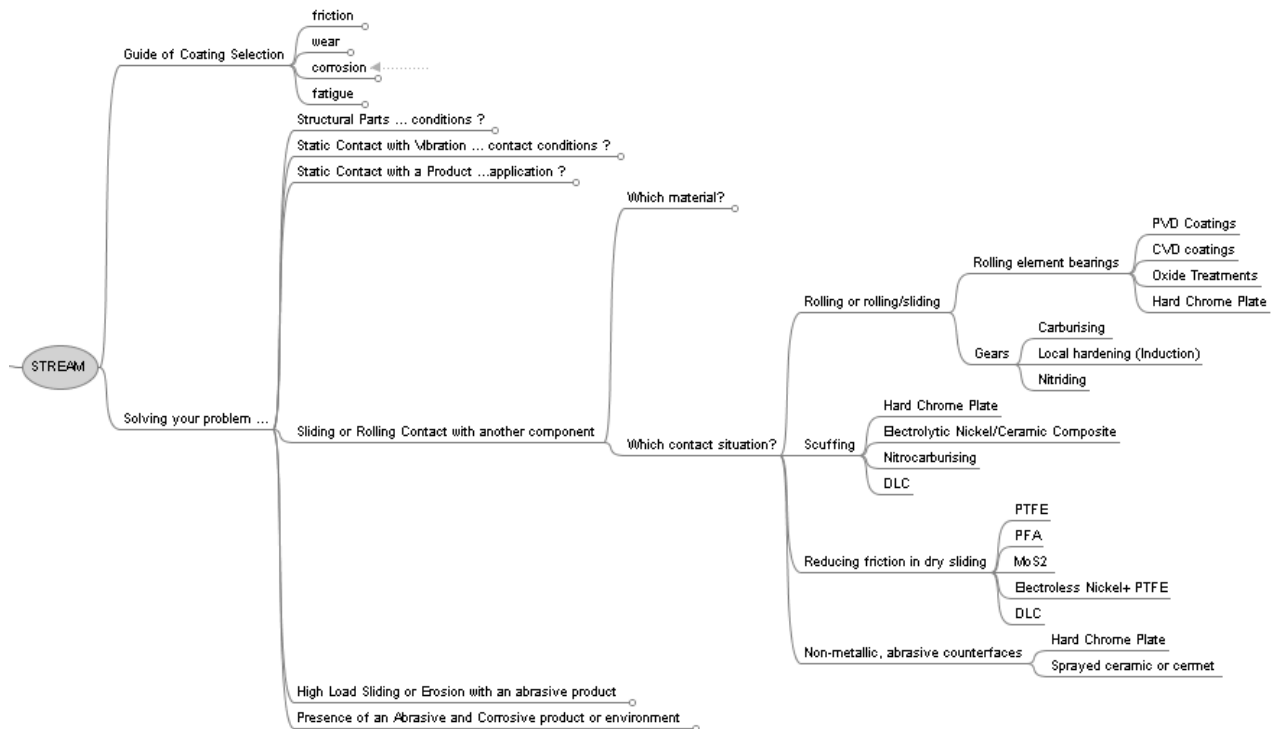 friction
wear
Guide of Coating Selection
corrosion
fatigue
Structural Parts ... conditions ?
Static Contact with Vibration ... contact conditions ?
Static Contact with a Product ...application ?
Which material?
PVD Coatings
CVD coatings
Rolling element bearings
Oxide Treatments
Rolling or rolling/sliding
Hard Chrome Plate
Carburising
Gears
Local hardening (Induction)
STREAM
Nitriding
Solving your problem ...
Hard Chrome Plate
Sliding or Rolling Contact with another component
Electrolytic Nickel/Ceramic Composite
Which contact situation?
Scuffing
Nitrocarburising
DLC
PTFE
PFA
Reducing friction in dry sliding
MoS2
Electroless Nickel+ PTFE
DLC
Hard Chrome Plate
Non-metallic, abrasive counterfaces
Sprayed ceramic or cermet
High Load Sliding or Erosion with an abrasive product
Presence of an Abrasive and Corrosive product or environment